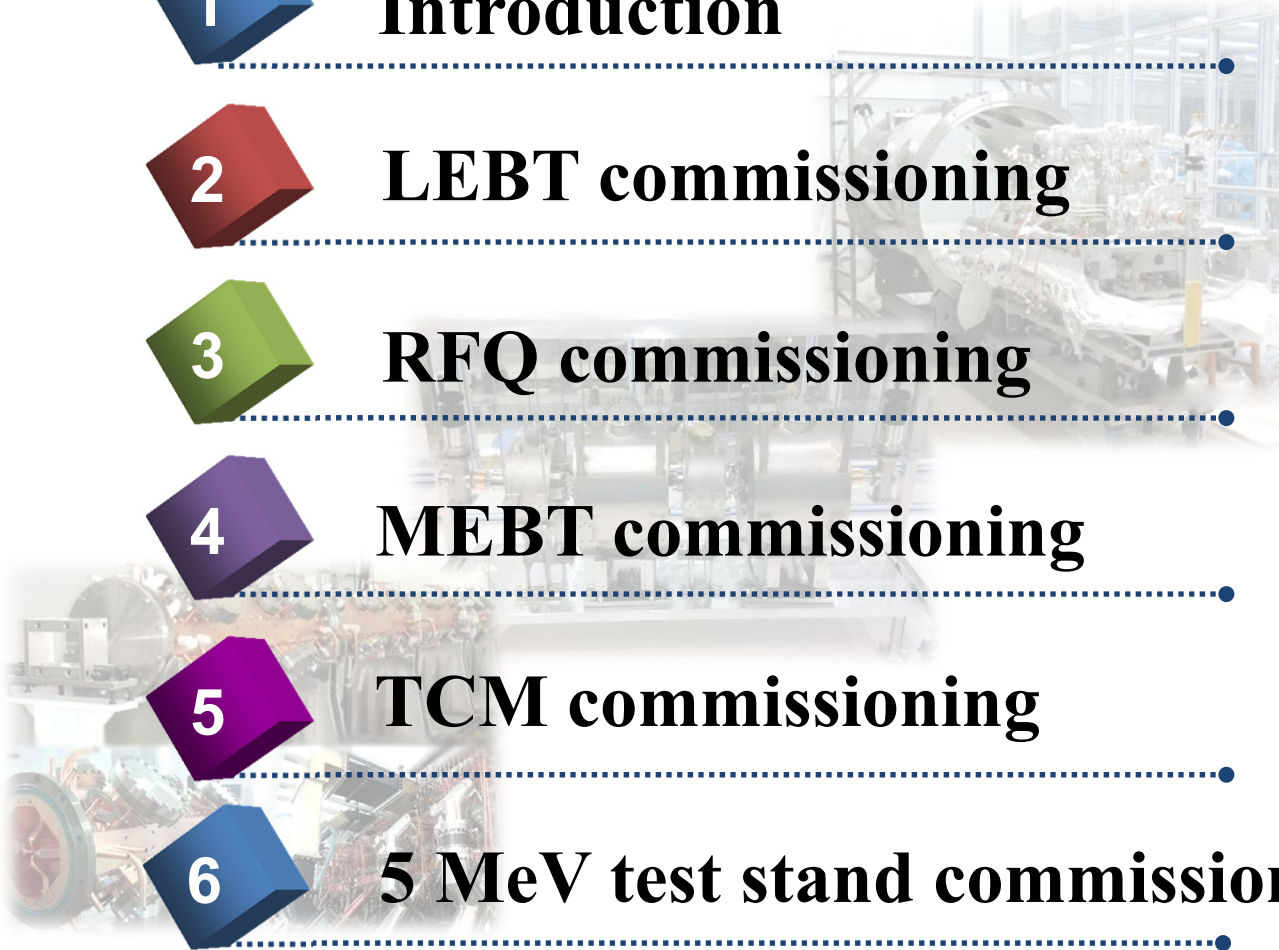 1 Introduction
2 LEBT commissioning
3 RFQ commissioning
4 MEBT commissioning
5 TCM commissioning
6 5 MeV test stand